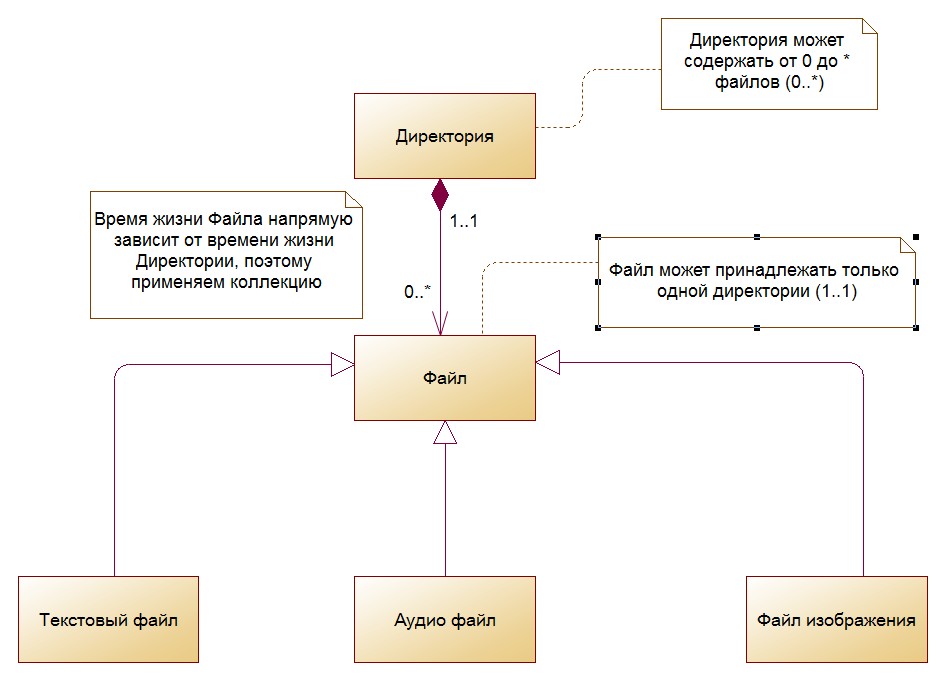 Директория может
содержать от 0 до *
файлов (0..*)
Директория
1..1
Время жизни Файла напрямую
зависит от времени жизни
Директории, поэтому
применяем коллекцию
Файл может принадлежать только
одной директории (1..1)
0..*
Файл
Текстовый файл
Аудио файл
Файл изображения